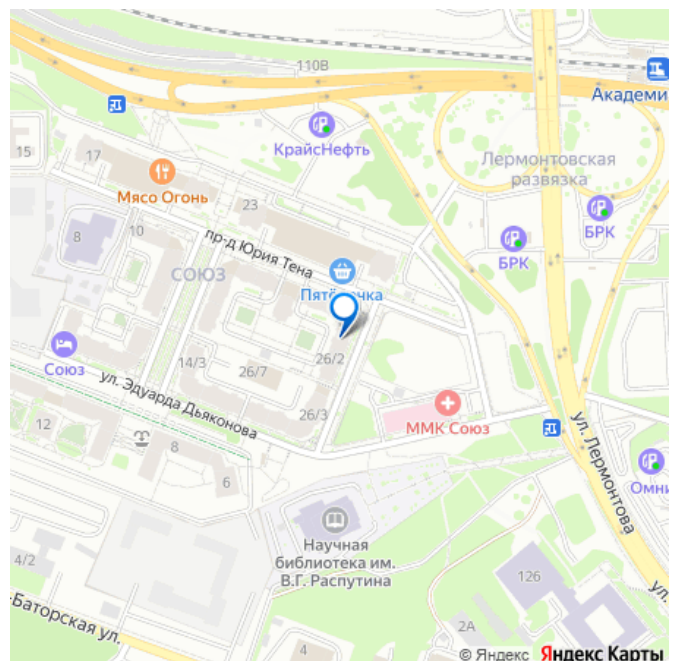 110В
Академи
КрайсНефть
15
17
Мясо Огонь
Лермонтовская
развязка
23
БРК
8
10
пр-д Юрия Тена
БРК
СОЮЗ
Пятёрочка
26/2
14/3
26/7
Союз
ул. Эдуарда Дьяконова
26/3
ММК Союз
12
8
6
ул. Лермонтова
Омни
Научная
библиотека им.
В.Г. Распутина
4/2
126
ул.
-Баторская ул.
2А
4
© Яндекс Яндекс Карты